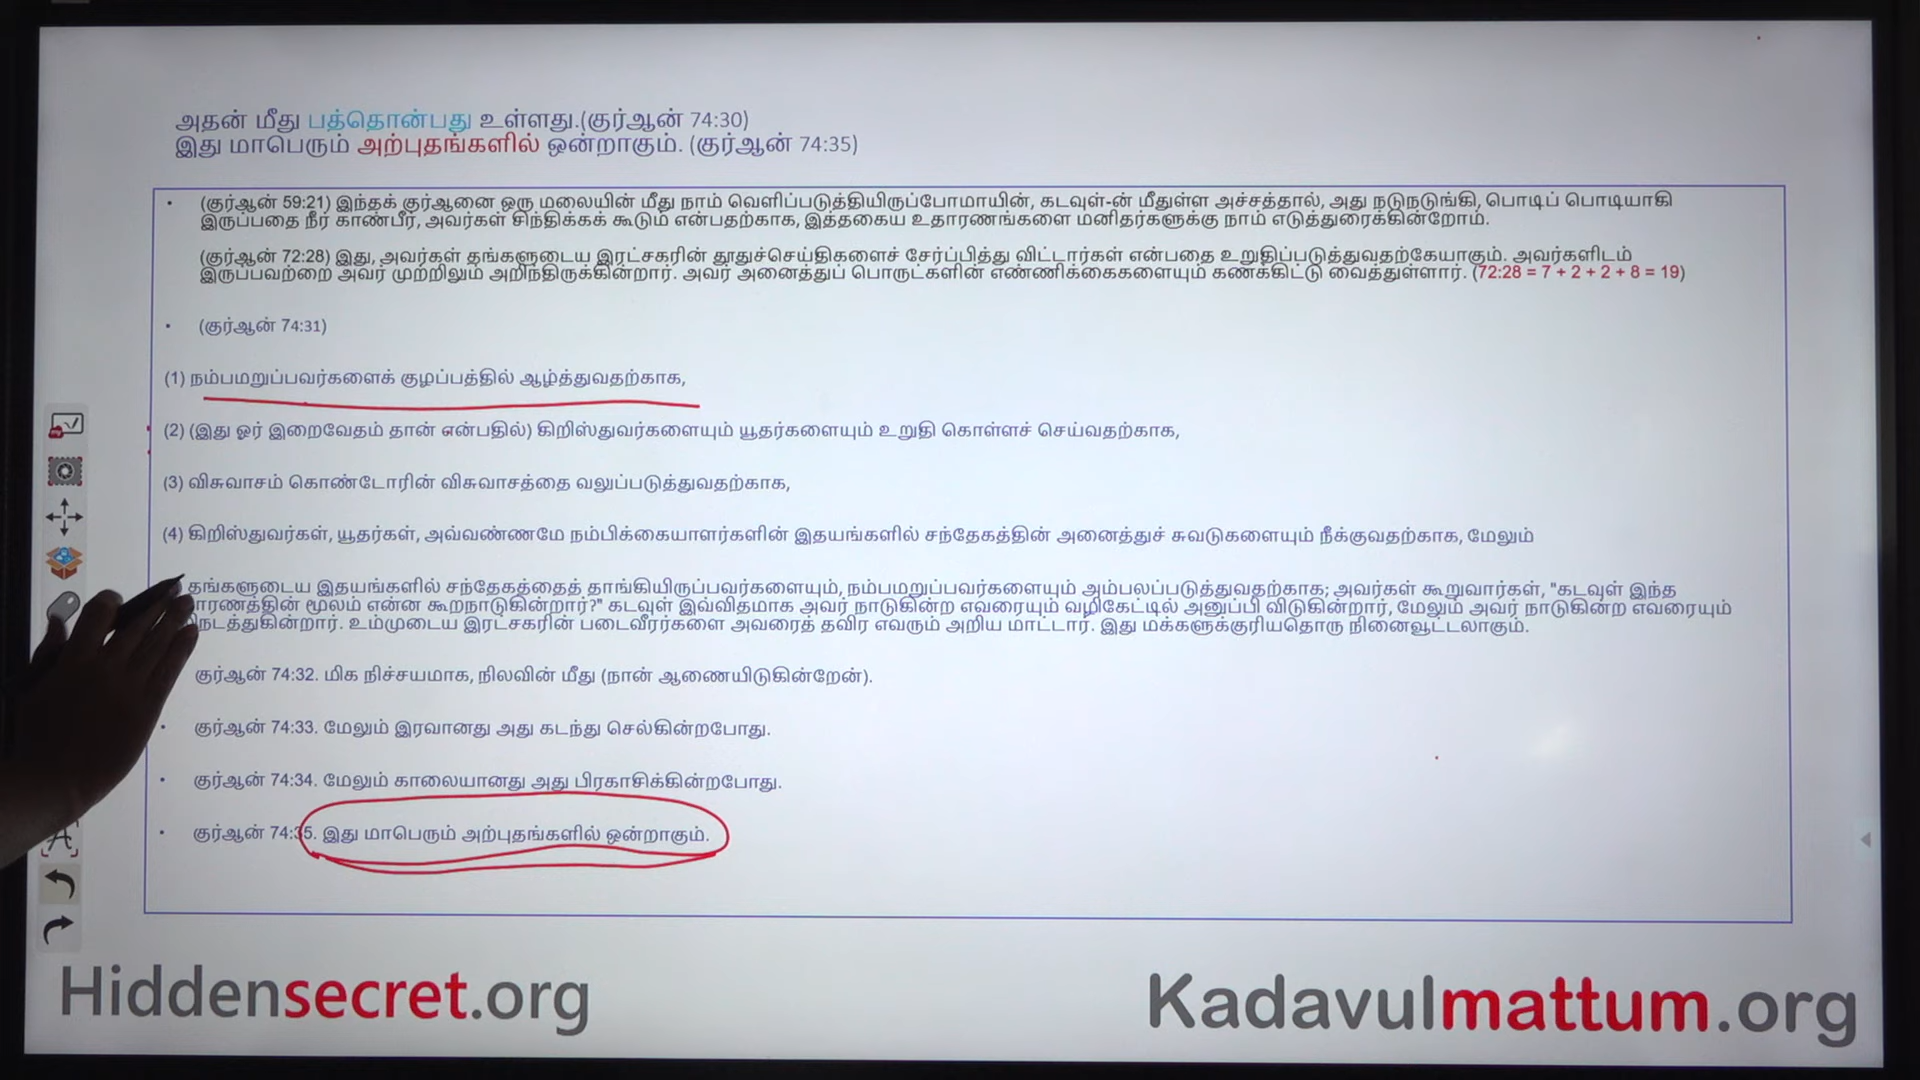 அதன் மீது பத்தொன்பது உள்ளது.(குர்ஆன் 74:30)
இது மாபெரும் அற்புதங்களில் ஒன்றாகும். (குர்ஆன் 74:35)
• (குர்ஆன் 59:21) இந்தக் குர்ஆனை ஒரு மலையின் மீது நாம் வெளிப்படுத்தியிருப்போமாயின், கடவுள்-ன் மீதுள்ள அச்சத்தால், அது நடுநடுங்கி, பொடிப் பொடியாகி
இருப்பதை நீர் காண்பீர், அவர்கள் சிந்திக்கக் கூடும் என்பதற்காக, இத்தகைய உதாரணங்களை மனிதர்களுக்கு நாம் எடுத்துரைக்கின்றோம்.
(குர்ஆன் 72:28) இது, அவர்கள் தங்களுடைய இரட்சகரின் தூதுச்செய்திகளைச் சேர்ப்பித்து விட்டார்கள் என்பதை உறுதிப்படுத்துவதற்கேயாகும். அவர்களிடம்
இருப்பவற்றை அவர் முற்றிலும் அறிந்திருக்கின்றார். அவர் அனைத்துப் பொருட்களின் எண்ணிக்கைகளையும் கணக்கிட்டு வைத்துள்ளார். (72:28 = 7 + 2 + 2 + 8 = 19)
• (குர்ஆன் 74:31)
(1) நம்பமறுப்பவர்களைக் குழப்பத்தில் ஆழ்த்துவதற்காக,
(2) (இது ஓர் இறைவேதம் தான் என்பதில்) கிறிஸ்துவர்களையும் யூதர்களையும் உறுதி கொள்ளச் செய்வதற்காக,
(3) விசுவாசம் கொண்டோரின் விசுவாசத்தை வலுப்படுத்துவதற்காக,
(4) கிறிஸ்துவர்கள், யூதர்கள், அவ்வண்ணமே நம்பிக்கையாளர்களின் இதயங்களில் சந்தேகத்தின் அனைத்துச் சுவடுகளையும் நீக்குவதற்காக, மேலும்
தங்களுடைய இதயங்களில் சந்தேகத்தைத் தாங்கியிருப்பவர்களையும், நம்பமறுப்பவர்களையும் அம்பலப்படுத்துவதற்காக; அவர்கள் கூறுவார்கள், "கடவுள் இந்த
மூலம் என்ன கூறநாடுகின்றார்?" கடவுள் இவ்விதமாக அவர் நாடுகின்ற எவரையும் வழிகேட்டில் அனுப்பி விடுகின்றார், மேலும் அவர் நாடுகின்ற எவரையும்
உம்முடைய இரட்சகரின் படைவீரர்களை அவரைத் தவிர எவரும் அறிய மாட்டார். இது மக்களுக்குரியதொரு நினைவூட்டலாகும்.
குர்ஆன் 74:32. மிக நிச்சயமாக, நிலவின் மீது (நான் ஆணையிடுகின்றேன்).
• குர்ஆன் 74:33. மேலும் இரவானது அது கடந்து செல்கின்றபோது.
• குர்ஆன் 74:34. மேலும் காலையானது அது பிரகாசிக்கின்றபோது.
• குர்ஆன் 74:35. இது மாபெரும் அற்புதங்களில் ஒன்றாகும்.
Hiddensecret.org
Kadavulmattum.org